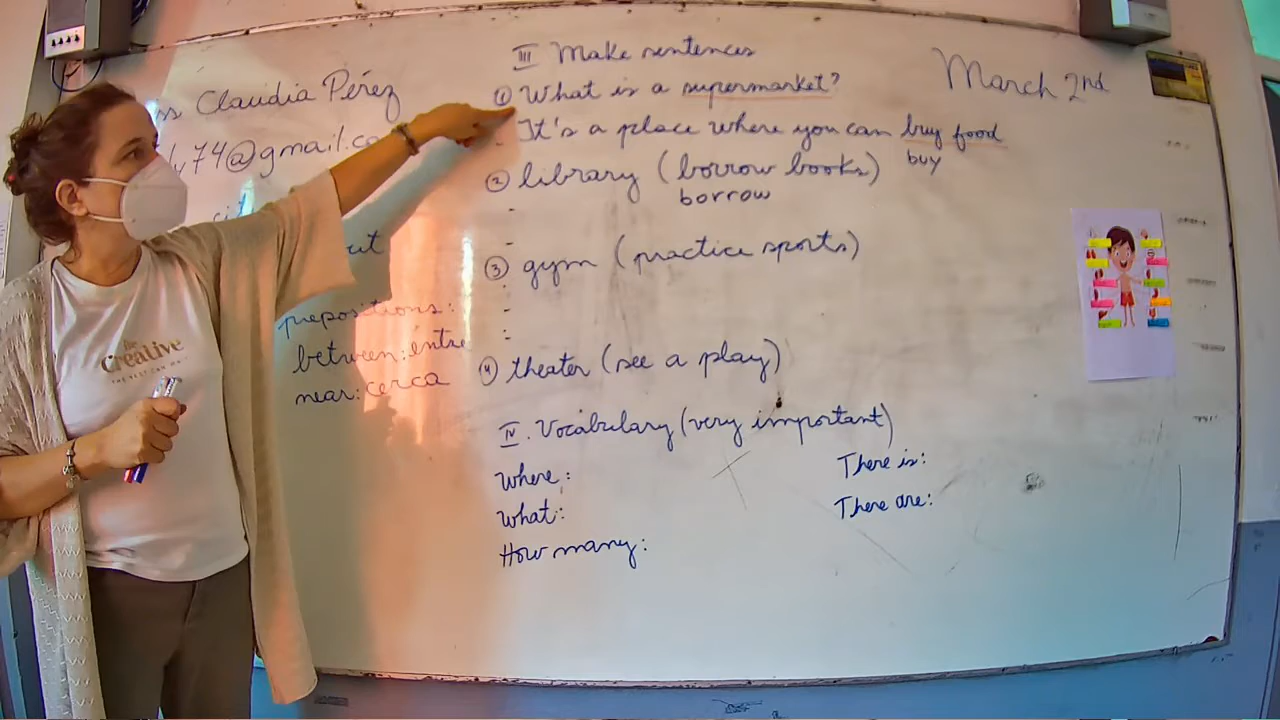 Claudia Pérez
74@gmail.co
prepositions:
between: entre
near: cerca
The
Creative
III Make sentences
① What is a supermarket?
- It's a place where you can buy food
buy
② library (borrow books)
borrow
-
-
③ gym (practice sports)
-
-
-
-
④ theater (see a play)
IV. Vocabulary (very important)
Where:
What:
How many:
There is:
There are:
March 2nd